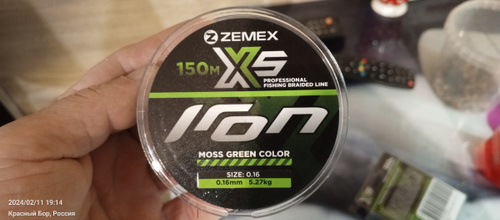 ZEMEX
150M X5
PROFESSIONAL
FISHING BRAIDED LINE
Iron
MOSS GREEN COLOR
SIZE: 0.16
0.16mm 5.27kg
2024/02/11 19:14
Красный Бор, Россия